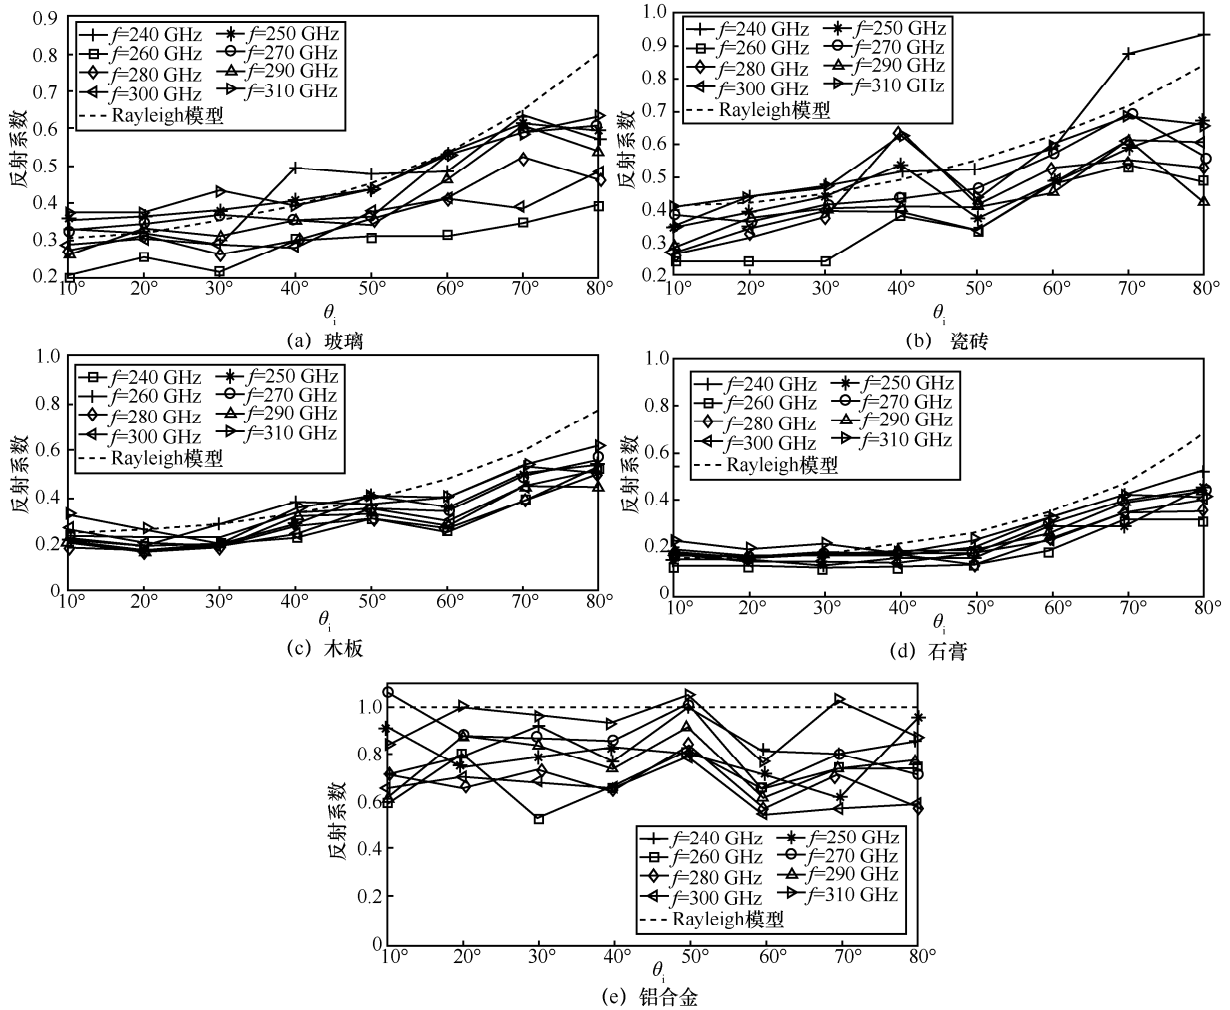 0.9
0.8
0.7
0.6
0.5
0.4
0.3
0.2
反射系数
f=240 GHz f=250 GHz
f=260 GHz f=270 GHz
f=280 GHz f=290 GHz
f=300 GHz f=310 GHz
Rayleigh模型
10° 20° 30° 40° 50° 60° 70° 80°
θi
(a) 玻璃
1.0
0.9
0.8
0.7
0.6
0.5
0.4
0.3
0.2
反射系数
f=240 GHz f=250 GHz
f=260 GHz f=270 GHz
f=280 GHz f=290 GHz
f=300 GHz f=310 GHz
Rayleigh模型
10° 20° 30° 40° 50° 60° 70° 80°
θi
(b) 瓷砖
1.0
0.8
0.6
0.4
0.2
0
反射系数
f=240 GHz f=250 GHz
f=260 GHz f=270 GHz
f=280 GHz f=290 GHz
f=300 GHz f=310 GHz
Rayleigh模型
10° 20° 30° 40° 50° 60° 70° 80°
θi
(c) 木板
1.0
0.8
0.6
0.4
0.2
0
反射系数
f=240 GHz f=250 GHz
f=260 GHz f=270 GHz
f=280 GHz f=290 GHz
f=300 GHz f=310 GHz
Rayleigh模型
10° 20° 30° 40° 50° 60° 70° 80°
θi
(d) 石膏
1.0
0.8
0.6
0.4
0.2
0
反射系数
f=240 GHz f=250 GHz
f=260 GHz f=270 GHz
f=280 GHz f=290 GHz
f=300 GHz f=310 GHz
Rayleigh模型
10° 20° 30° 40° 50° 60° 70° 80°
θi
(e) 铝合金